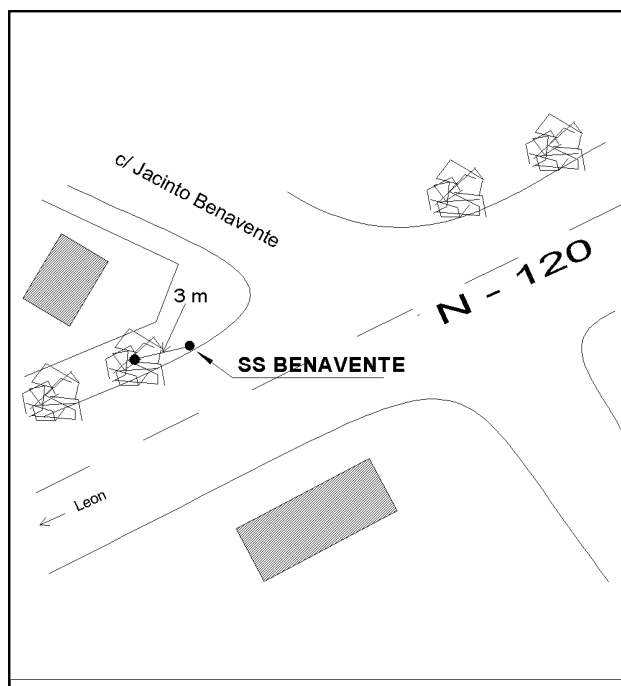 c/ Jacinto Benavente
N - 120
3 m
SS BENAVENTE
Leon